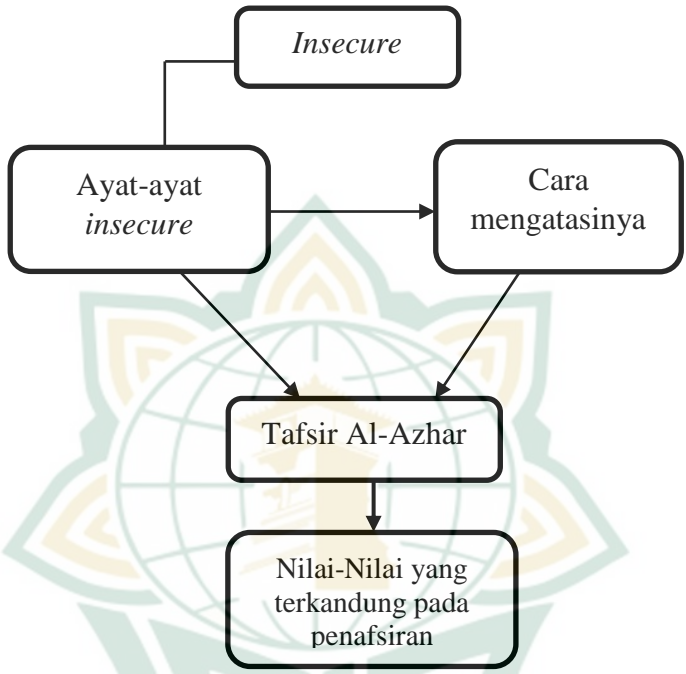 Insecure
Ayat-ayat
insecure
Cara
mengatasinya
Tafsir Al-Azhar
Nilai-Nilai yang
terkandung pada
penafsiran